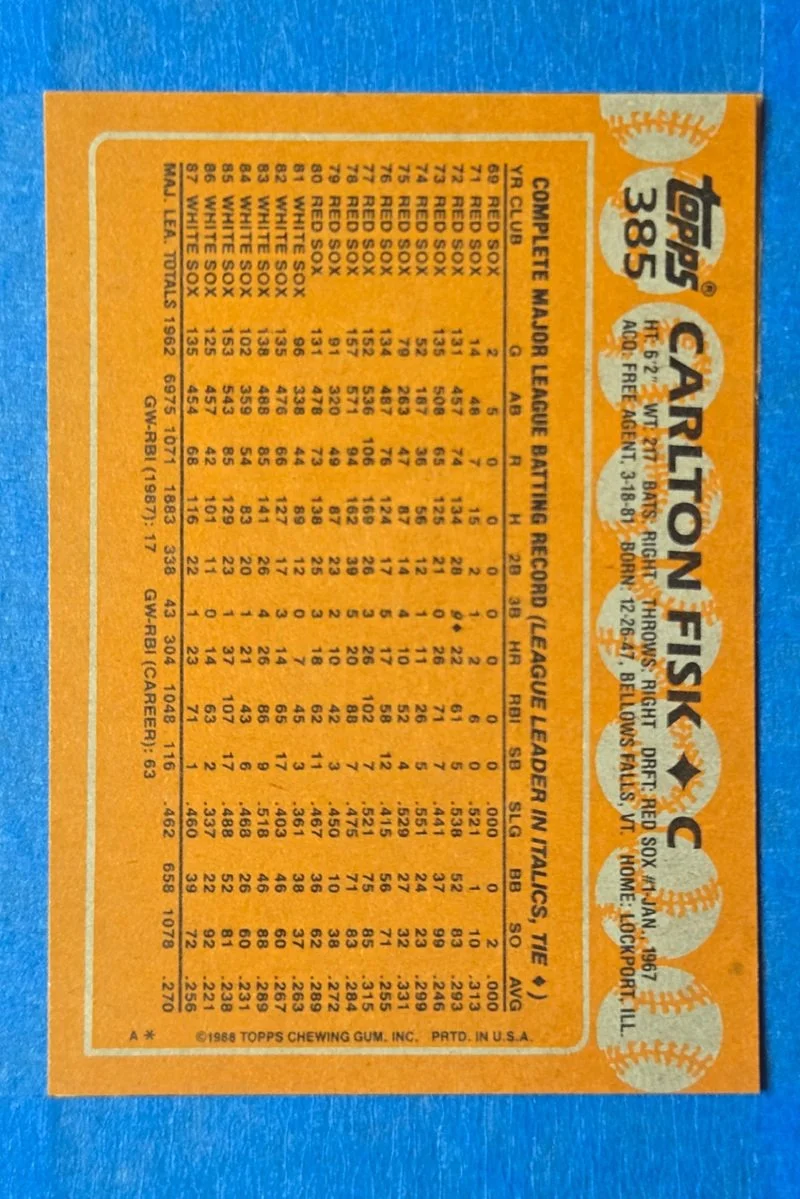 topps®
385
CARLTON FISK ♦ C
HT: 6'2" WT: 217 BATS: RIGHT THROWS: RIGHT DRFT: RED SOX #1-JAN., 1967
ACQ: FREE AGENT, 3-18-81 BORN: 12-26-47, BELLOWS FALLS, VT. HOME: LOCKPORT, ILL.
COMPLETE MAJOR LEAGUE BATTING RECORD (LEAGUE LEADER IN ITALICS, TIE ♦)
YR CLUB G AB R H 2B 3B HR RBI SB SLG BB SO AVG
69 RED SOX 2 5 0 0 0 0 0 0 0 .000 0 2 .000
71 RED SOX 14 48 7 15 2 1 2 6 0 .521 1 10 .313
72 RED SOX 131 457 74 134 28 9♦ 22 61 5 .538 52 83 .293
73 RED SOX 135 508 65 125 21 0 26 71 7 .441 37 99 .246
74 RED SOX 52 187 36 56 12 1 11 26 5 .551 24 23 .299
75 RED SOX 79 263 47 87 14 4 10 52 4 .529 27 32 .331
76 RED SOX 134 487 76 124 17 5 17 58 12 .415 56 71 .255
77 RED SOX 152 536 106 169 26 3 26 102 7 .521 75 85 .315
78 RED SOX 157 571 94 162 39 5 20 88 7 .475 71 83 .284
79 RED SOX 91 320 49 87 23 2 10 42 3 .450 10 38 .272
80 RED SOX 131 478 73 138 25 3 18 62 11 .467 36 62 .289
81 WHITE SOX 96 338 44 89 12 0 7 45 3 .361 38 37 .263
82 WHITE SOX 135 476 66 127 17 3 14 65 17 .493 46 60 .267
83 WHITE SOX 138 488 85 141 26 4 26 86 9 .518 46 88 .289
84 WHITE SOX 102 359 54 83 20 1 21 43 6 .468 26 60 .231
85 WHITE SOX 153 543 85 129 23 1 37 107 17 .488 52 81 .238
86 WHITE SOX 125 457 42 101 11 0 14 63 2 .337 22 92 .221
87 WHITE SOX 135 454 68 116 22 1 23 71 1 .460 39 72 .256
MAJ. LEA. TOTALS 1962 6975 1071 1883 338 43 304 1048 116 .462 658 1078 .270
GW-RBI (1987): 17 GW-RBI (CAREER): 63
©1988 TOPPS CHEWING GUM, INC. PRTD. IN U.S.A.
A *